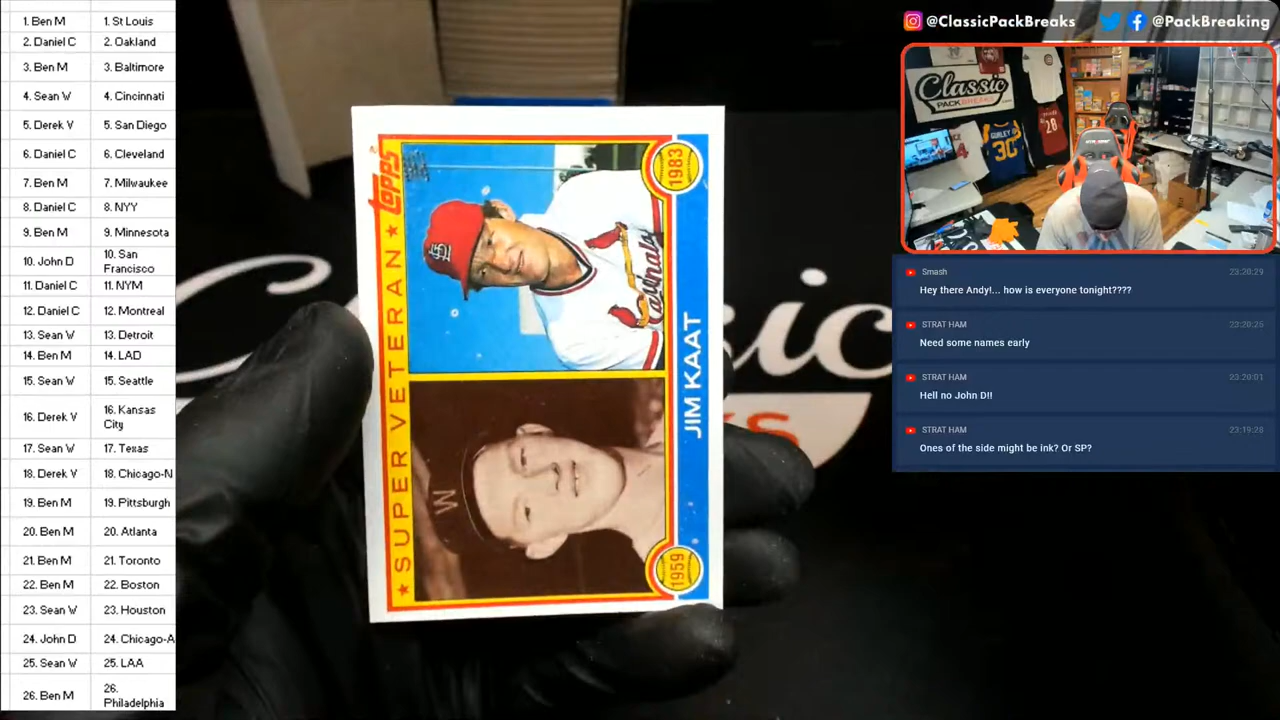 1. Ben M 1. St Louis
2. Daniel C 2. Oakland
3. Ben M 3. Baltimore
4. Sean W 4. Cincinnati
5. Derek V 5. San Diego
6. Daniel C 6. Cleveland
7. Ben M 7. Milwaukee
8. Daniel C 8. NYY
9. Ben M 9. Minnesota
10. John D 10. San
Francisco
11. Daniel C 11. NYM
12. Daniel C 12. Montreal
13. Sean W 13. Detroit
14. Ben M 14. LAD
15. Sean W 15. Seattle
16. Derek V 16. Kansas
City
17. Sean W 17. Texas
18. Derek V 18. Chicago-N
19. Ben M 19. Pittsburgh
20. Ben M 20. Atlanta
21. Ben M 21. Toronto
22. Ben M 22. Boston
23. Sean W 23. Houston
24. John D 24. Chicago-A
25. Sean W 25. LAA
26. Ben M 26.
Philadelphia
★ SUPER VETERAN ★ TOPPS
1983
Cardinals
StL
W
JIM KAAT
1959
@ClassicPackBreaks @PackBreaking
Classic
PACK BREAKS
GURLEY II
30
28
4
Smash 23:20:29
Hey there Andy!... how is everyone tonight????
STRAT HAM 23:20:25
Need some names early
STRAT HAM 23:20:01
Hell no John D!!
STRAT HAM 23:19:28
Ones of the side might be ink? Or SP?